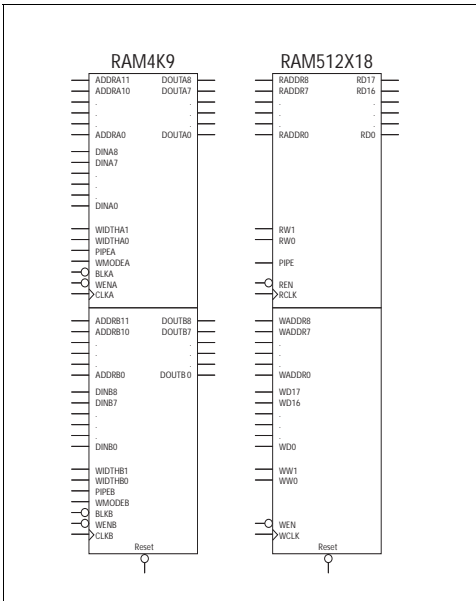 RAM4K9
ADDRA11 DOUTA8
ADDRA10 DOUTA7
. .
. .
ADDRA0 DOUTA0
DINA8
DINA7
.
.
DINA0
WIDTHA1
WIDTHA0
PIPEA
WMODEA
BLKA
WENA
CLKA
ADDRB11 DOUTB8
ADDRB10 DOUTB7
. .
. .
ADDRB0 DOUTB0
DINB8
DINB7
.
.
DINB0
WIDTHB1
WIDTHB0
PIPEB
WMODEB
BLKB
WENB
CLKB
Reset
RAM512X18
RADDR8 RD17
RADDR7 RD16
. .
. .
RADDR0 RD0
RW1
RW0
PIPE
REN
RCLK
WADDR8
WADDR7
.
.
WADDR0
WD17
WD16
.
.
WD0
WW1
WW0
WEN
WCLK
Reset